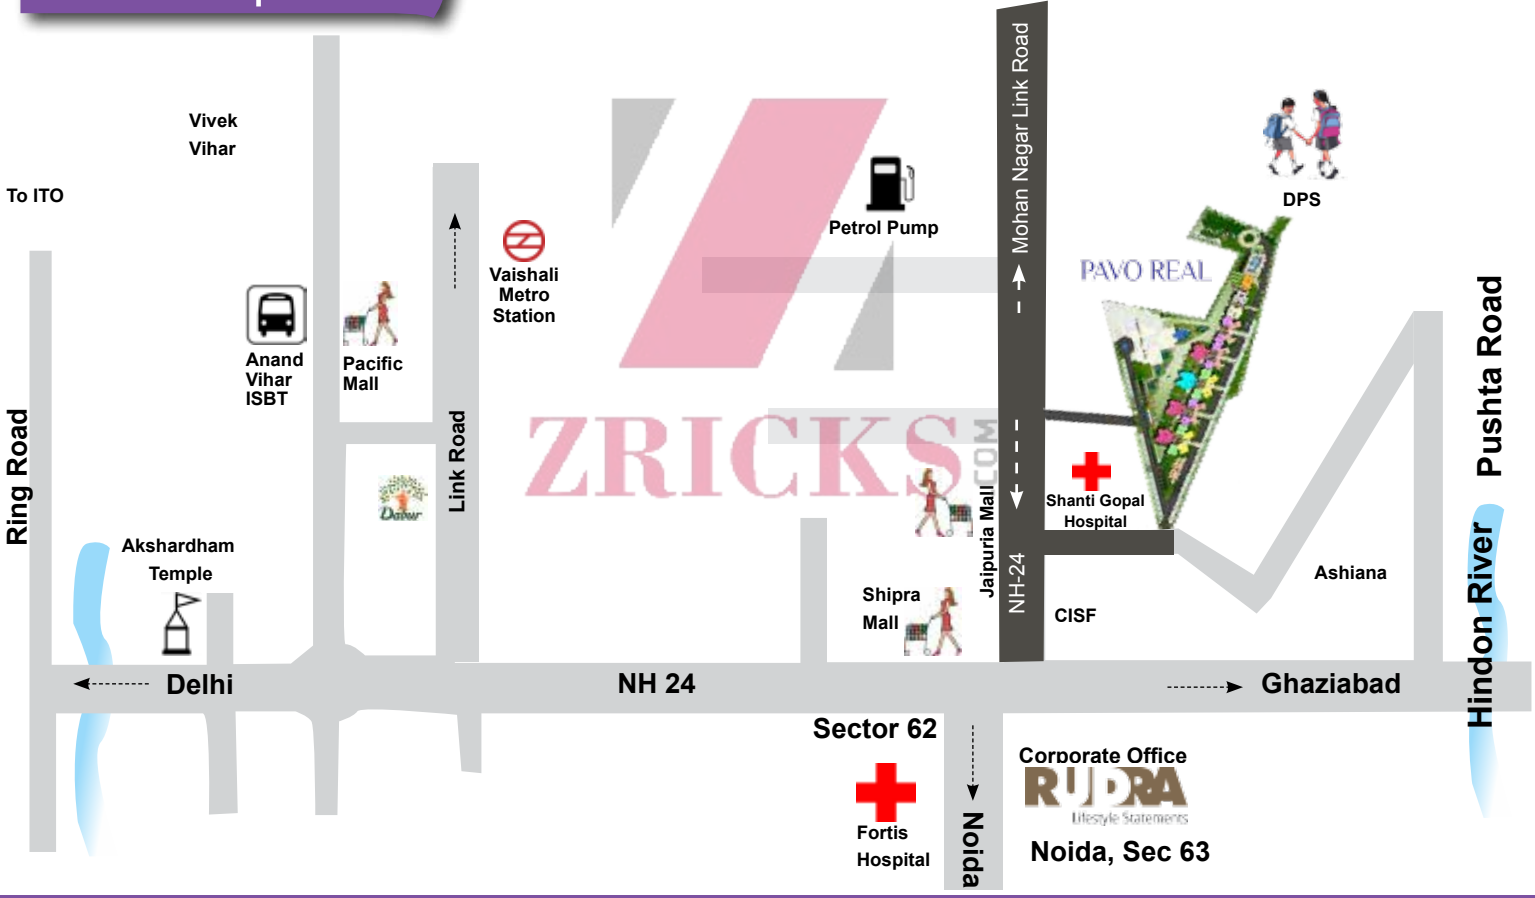 Vivek
Vihar
To ITO
Mohan Nagar Link Road
DPS
Petrol Pump
PAVO REAL
Vaishali
Metro
Station
Anand
Vihar
ISBT
Pacific
Mall
Pushta Road
Ring Road
Link Road
ZRICKS
.COM
Dabur
Shanti Gopal
Hospital
Jaipuria Mall
NH-24
Akshardham
Temple
Ashiana
Shipra
Mall
CISF
Hindon River
Delhi
NH 24
Ghaziabad
Sector 62
Corporate Office
RUDRA
Lifestyle Statements
Fortis
Hospital
Noida
Noida, Sec 63